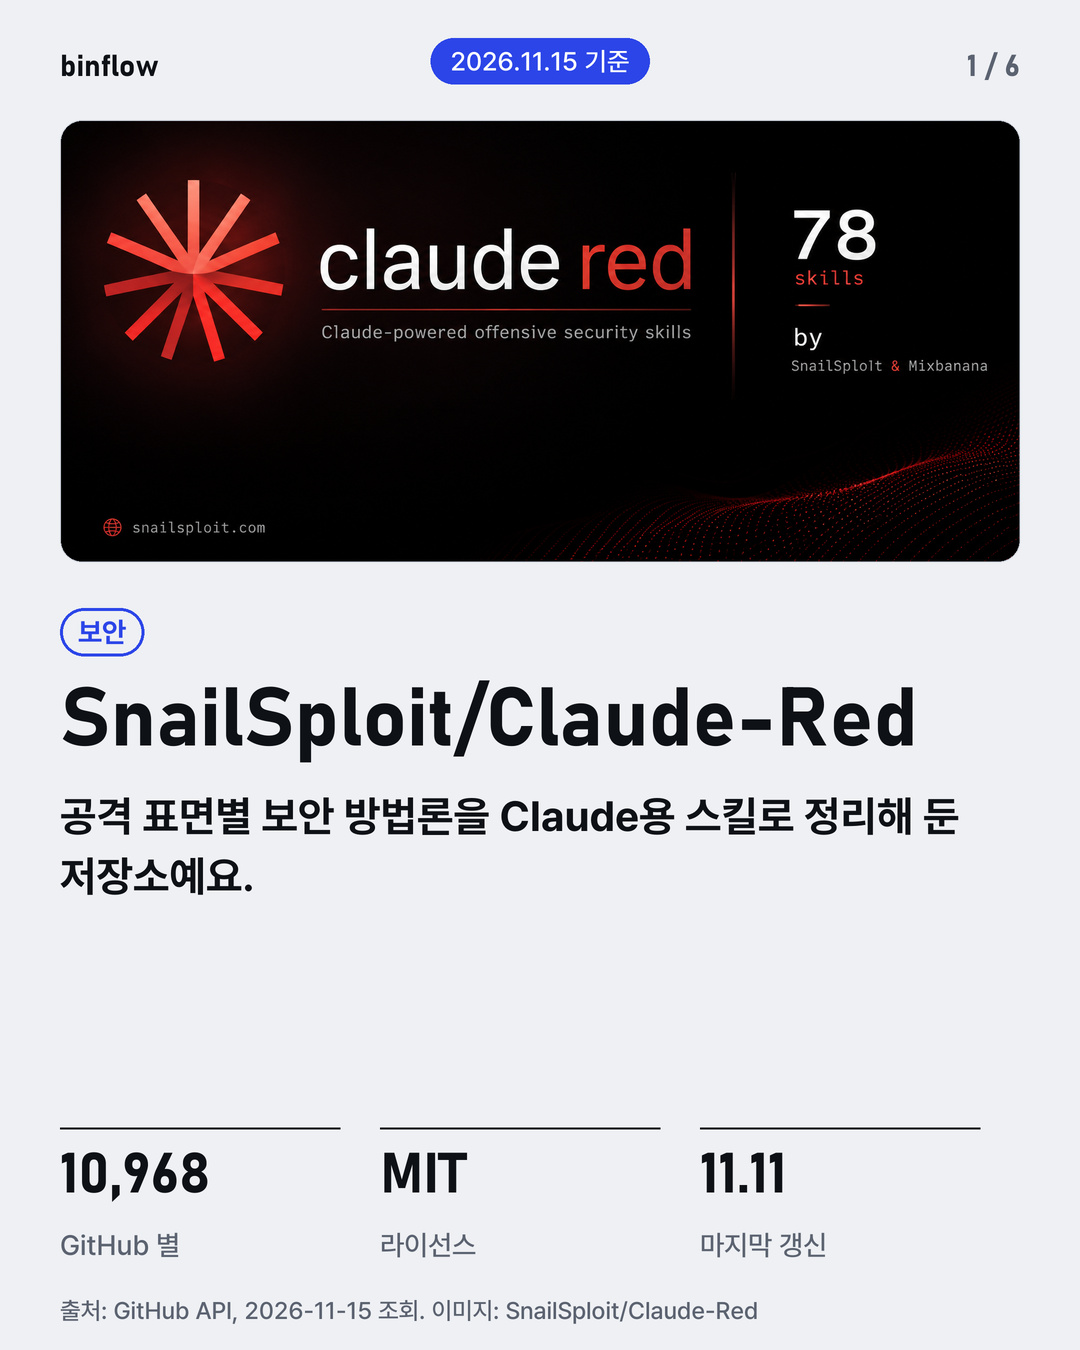 binflow
2026.11.15 기준
1 / 6
claude red
Claude-powered offensive security skills
78
skills
by
SnailSploit & Mixbanana
snailsploit.com
보안
SnailSploit/Claude-Red
공격 표면별 보안 방법론을 Claude용 스킬로 정리해 둔
저장소예요.
10,968
GitHub 별
MIT
라이선스
11.11
마지막 갱신
출처: GitHub API, 2026-11-15 조회. 이미지: SnailSploit/Claude-Red